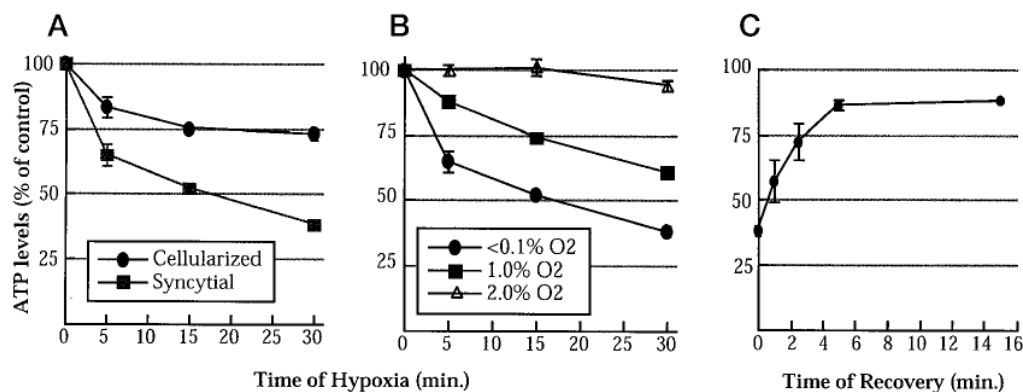 A
B
C
ATP levels (% of control)
100
75
50
25
0 5 10 15 20 25 30
Cellularized
Syncytial
100
75
50
25
0 5 10 15 20 25 30
<0.1% O2
1.0% O2
2.0% O2
100
75
50
25
0 2 4 6 8 10 12 14 16
Time of Hypoxia (min.)
Time of Recovery (min.)